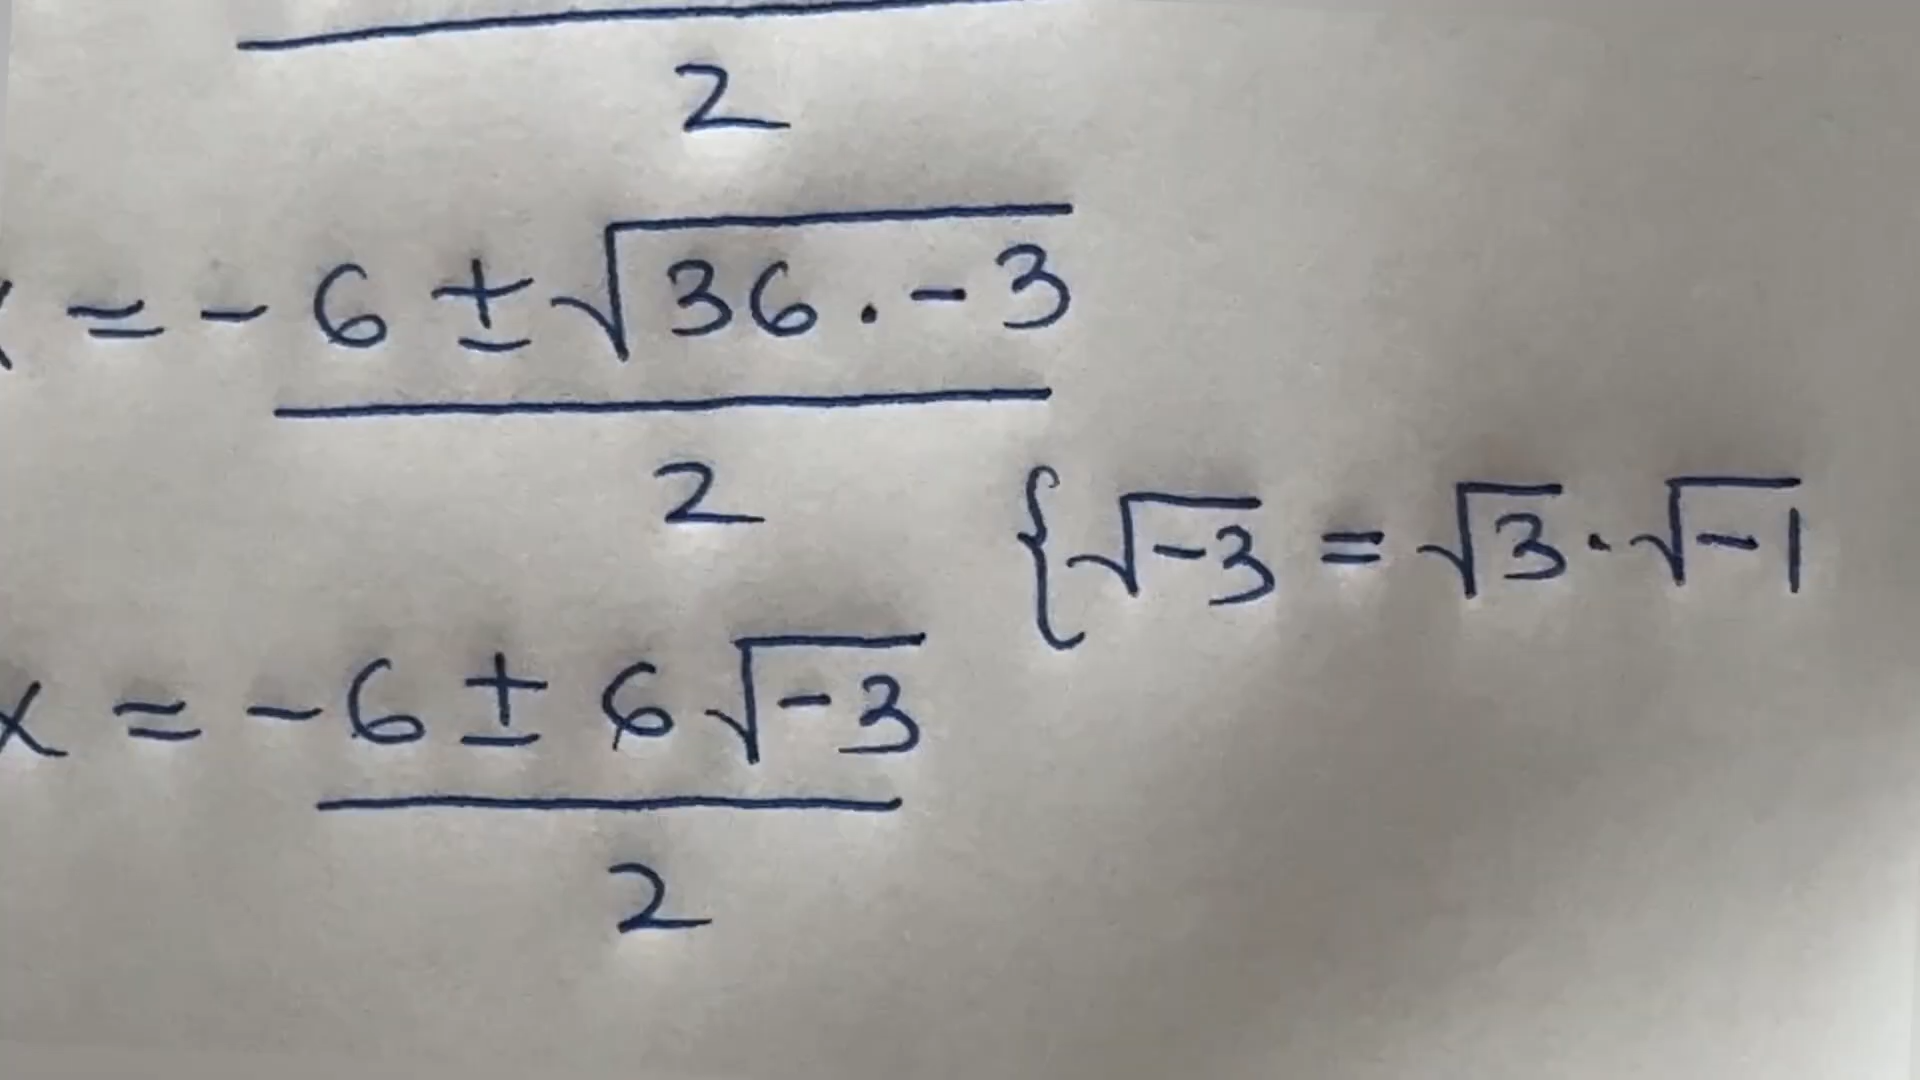 2
x = - 6 ± √36 . - 3
2
{ √-3 = √3 . √-1
x = - 6 ± 6 √-3
2